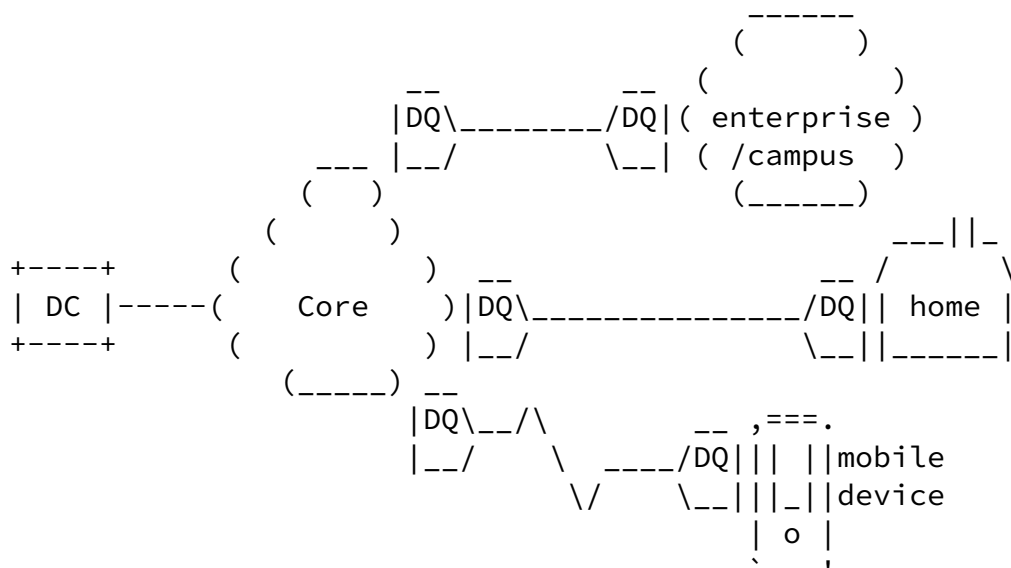 DQ DQ enterprise
/campus
DC Core DQ DQ home
DQ
DQ mobile
device
o